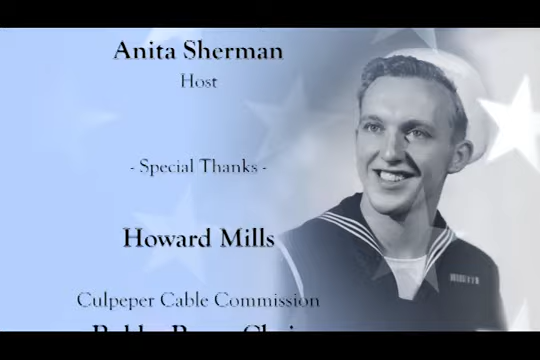 Anita Sherman
Host
- Special Thanks -
Howard Mills
Culpeper Cable Commission